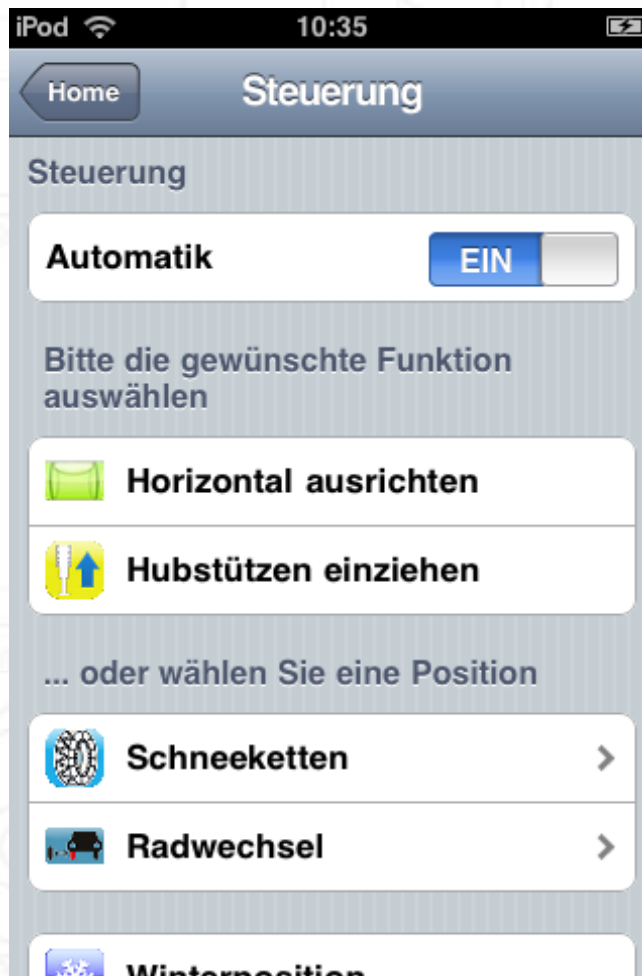 iPod 10:35
Home Steuerung
Steuerung
Automatik EIN
Bitte die gewünschte Funktion
auswählen
Horizontal ausrichten
Hubstützen einziehen
... oder wählen Sie eine Position
Schneeketten
Radwechsel
Winterposition